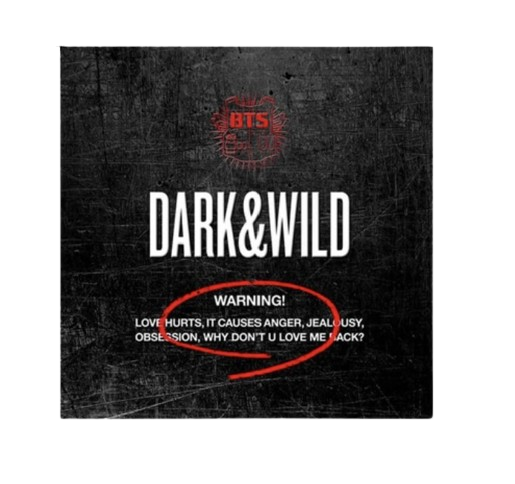 BTS
DARK&WILD
WARNING!
LOVE HURTS, IT CAUSES ANGER, JEALOUSY,
OBSESSION, WHY DON'T U LOVE ME BACK?